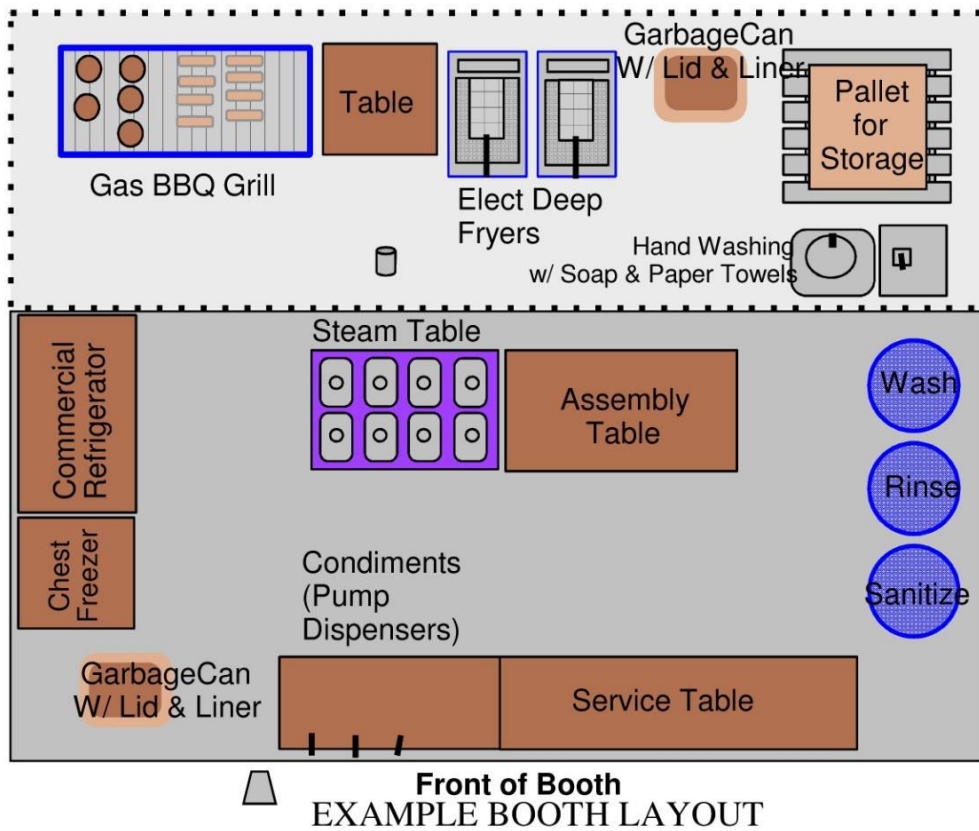 GarbageCan
W/ Lid & Liner
Table
Pallet
for
Storage
Gas BBQ Grill
Elect Deep
Fryers
Hand Washing
w/ Soap & Paper Towels
Commercial
Refrigerator
Steam Table
Assembly
Table
Wash
Rinse
Sanitize
Chest
Freezer
Condiments
(Pump
Dispensers)
GarbageCan
W/ Lid & Liner
Service Table
Front of Booth
EXAMPLE BOOTH LAYOUT